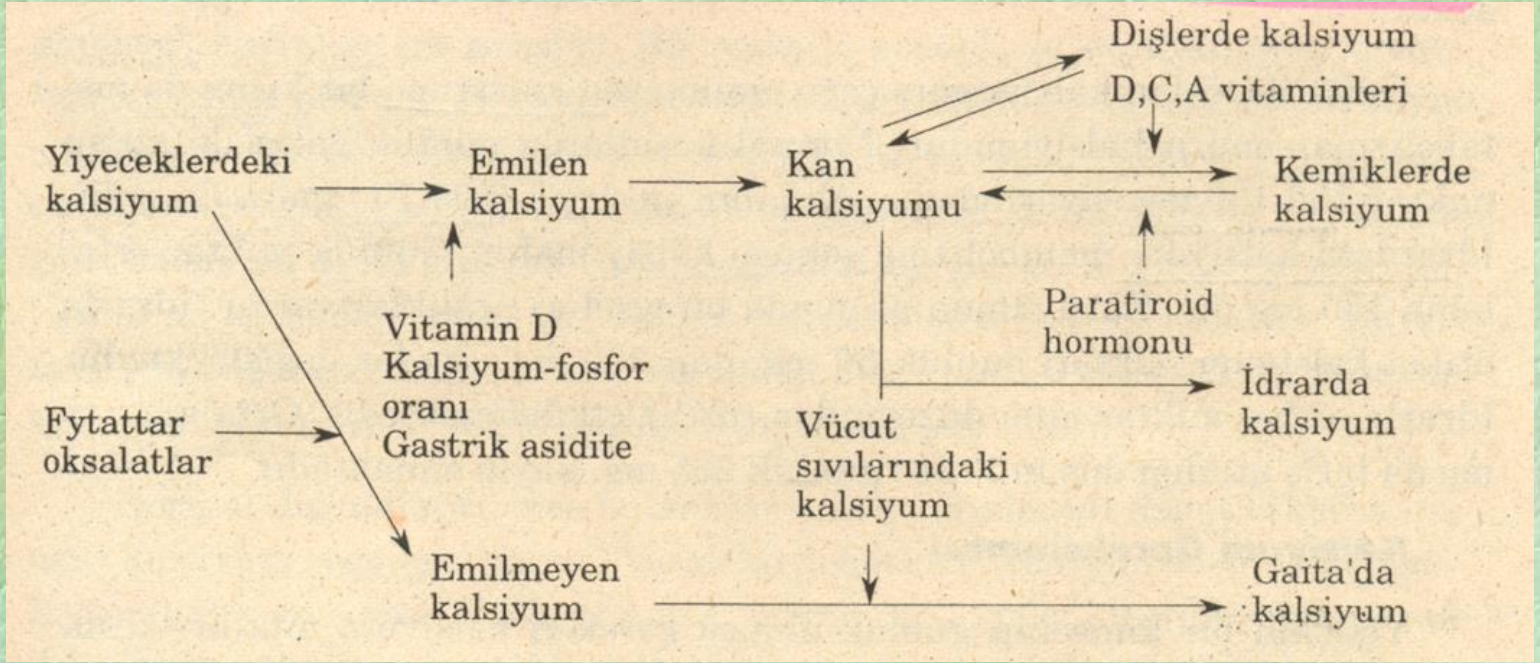 Dişlerde kalsiyum
D,C,A vitaminleri
Yiyeceklerdeki
kalsiyum
Emilen
kalsiyum
Kan
kalsiyumu
Kemiklerde
kalsiyum
Vitamin D
Kalsiyum-fosfor
oranı
Gastrik asidite
Paratiroid
hormonu
İdrarda
kalsiyum
Fytattar
oksalatlar
Vücut
sıvılarındaki
kalsiyum
Emilmeyen
kalsiyum
Gaita'da
kalsiyum